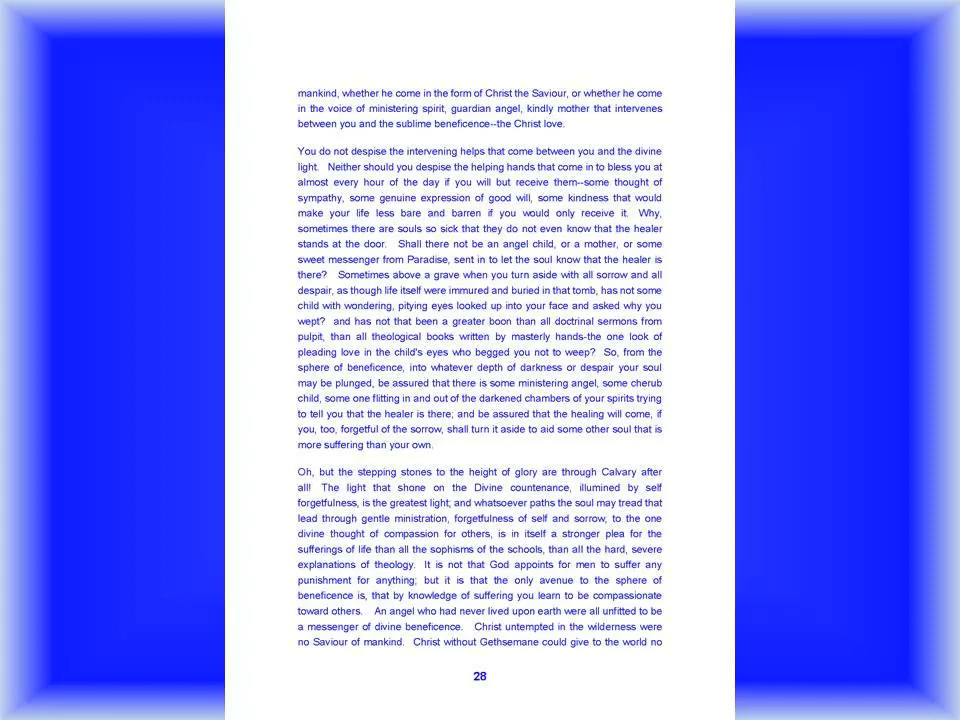 mankind, whether he come in the form of Christ the Saviour, or whether he come
in the voice of ministering spirit, guardian angel, kindly mother that intervenes
between you and the sublime beneficence--the Christ love.
You do not despise the intervening helps that come between you and the divine
light. Neither should you despise the helping hands that come in to bless you at
almost every hour of the day if you will but receive them--some thought of
sympathy, some genuine expression of good will, some kindness that would
make your life less bare and barren if you would only receive it. Why,
sometimes there are souls so sick that they do not even know that the healer
stands at the door. Shall there not be an angel child, or a mother, or some
sweet messenger from Paradise, sent in to let the soul know that the healer is
there? Sometimes above a grave when you turn aside with all sorrow and all
despair, as though life itself were immured and buried in that tomb, has not some
child with wondering, pitying eyes looked up into your face and asked why you
wept? and has not that been a greater boon than all doctrinal sermons from
pulpit, than all theological books written by masterly hands-the one look of
pleading love in the child's eyes who begged you not to weep? So, from the
sphere of beneficence, into whatever depth of darkness or despair your soul
may be plunged, be assured that there is some ministering angel, some cherub
child, some one flitting in and out of the darkened chambers of your spirits trying
to tell you that the healer is there; and be assured that the healing will come, if
you, too, forgetful of the sorrow, shall turn it aside to aid some other soul that is
more suffering than your own.
Oh, but the stepping stones to the height of glory are through Calvary after
all! The light that shone on the Divine countenance, illumined by self
forgetfulness, is the greatest light; and whatsoever paths the soul may tread that
lead through gentle ministration, forgetfulness of self and sorrow, to the one
divine thought of compassion for others, is in itself a stronger plea for the
sufferings of life than all the sophisms of the schools, than all the hard, severe
explanations of theology. It is not that God appoints for men to suffer any
punishment for anything; but it is that the only avenue to the sphere of
beneficence is, that by knowledge of suffering you learn to be compassionate
toward others. An angel who had never lived upon earth were all unfitted to be
a messenger of divine beneficence. Christ untempted in the wilderness were
no Saviour of mankind. Christ without Gethsemane could give to the world no
28